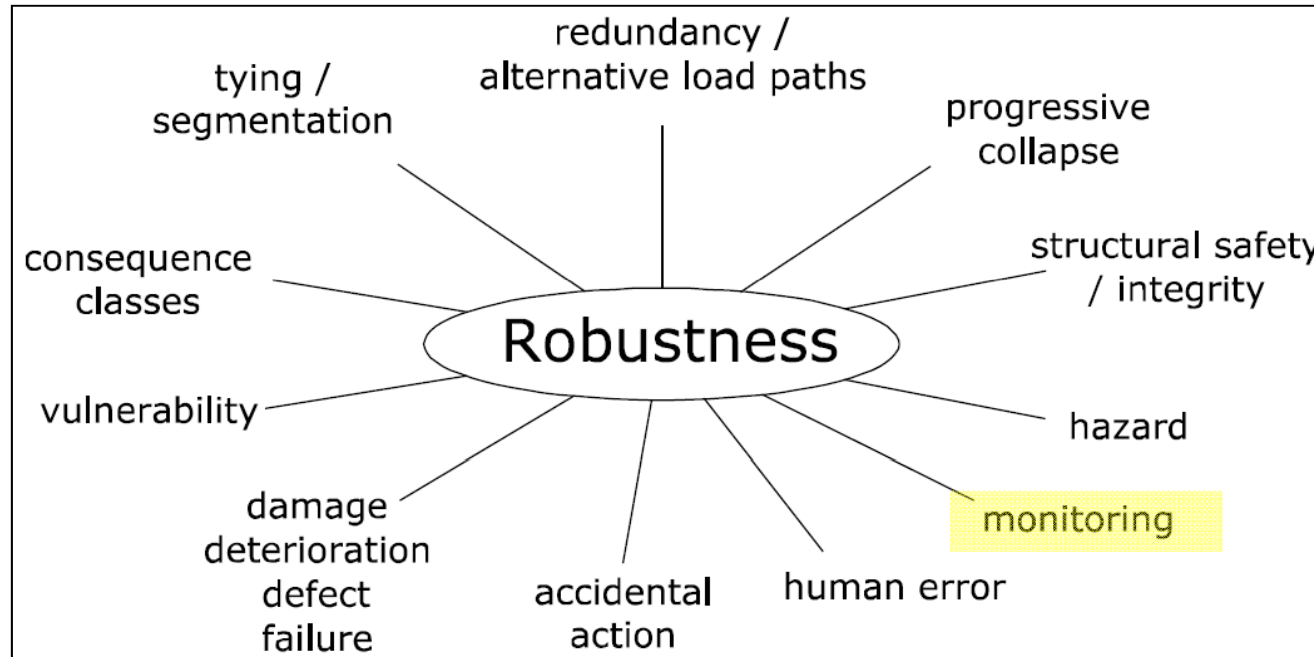 redundancy /
alternative load paths
tying /
segmentation
progressive
collapse
consequence
classes
structural safety
/ integrity
Robustness
vulnerability
hazard
damage
deterioration
defect
failure
monitoring
accidental
action
human error